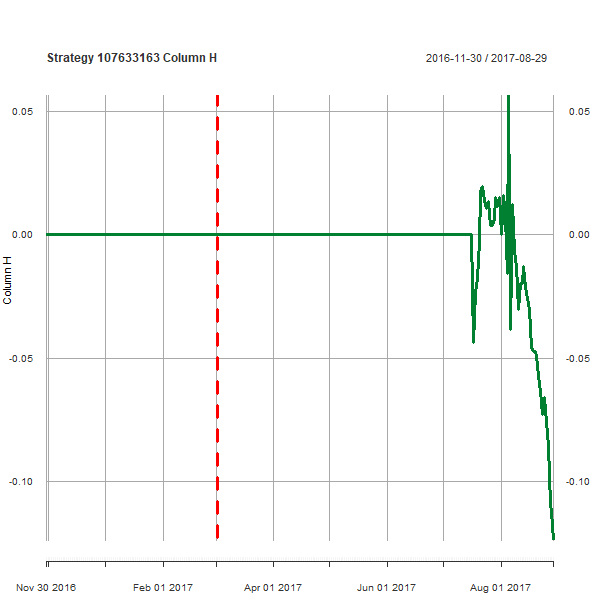 Strategy 107633163 Column H
2016-11-30 / 2017-08-29
0.05
0.05
0.00
0.00
-0.05
-0.05
-0.10
-0.10
Column H
Nov 30 2016
Feb 01 2017
Apr 01 2017
Jun 01 2017
Aug 01 2017